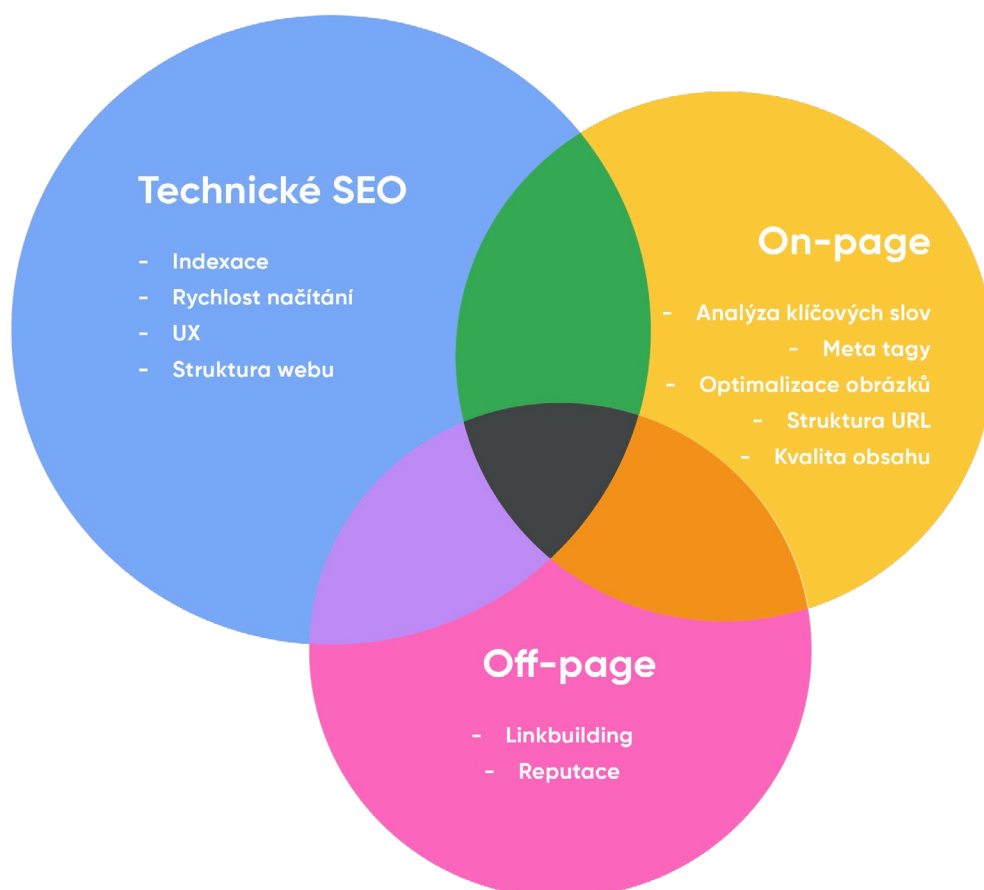 Technické SEO
- Indexace
- Rychlost načítání
- UX
- Struktura webu
On-page
- Analýza klíčových slov
- Meta tagy
- Optimalizace obrázků
- Struktura URL
- Kvalita obsahu
Off-page
- Linkbuilding
- Reputace